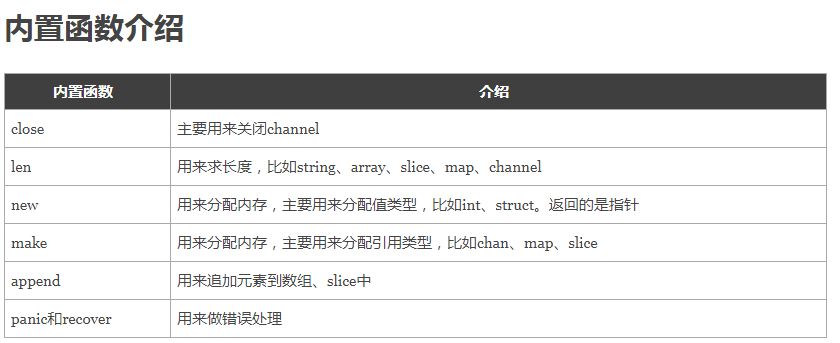 内置函数介绍
内置函数 介绍
close 主要用来关闭channel
len 用来求长度，比如string、array、slice、map、channel
new 用来分配内存，主要用来分配值类型，比如int、struct。返回的是指针
make 用来分配内存，主要用来分配引用类型，比如chan、map、slice
append 用来追加元素到数组、slice中
panic和recover 用来做错误处理